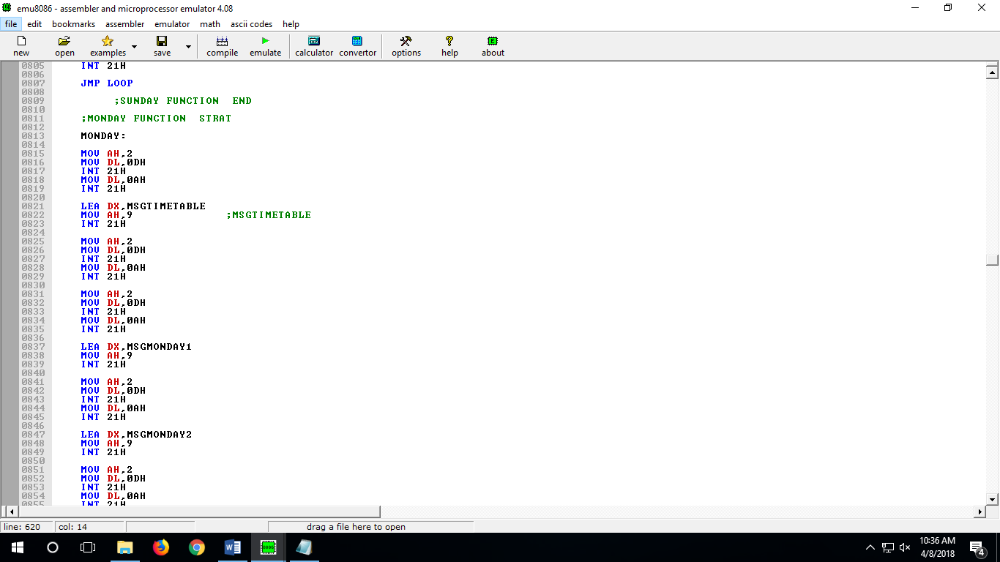 emu8086 - assembler and microprocessor emulator 4.08
file edit bookmarks assembler emulator math ascii codes help
new open examples save compile emulate calculator convertor options help about
0805 INT 21H
0806
0807 JMP LOOP
0808
0809 ;SUNDAY FUNCTION END
0810
0811 ;MONDAY FUNCTION STRAT
0812
0813 MONDAY:
0814
0815 MOV AH,2
0816 MOV DL,0DH
0817 INT 21H
0818 MOV DL,0AH
0819 INT 21H
0820
0821 LEA DX,MSGTIMETABLE
0822 MOV AH,9 ;MSGTIMETABLE
0823 INT 21H
0824
0825 MOV AH,2
0826 MOV DL,0DH
0827 INT 21H
0828 MOV DL,0AH
0829 INT 21H
0830
0831 MOV AH,2
0832 MOV DL,0DH
0833 INT 21H
0834 MOV DL,0AH
0835 INT 21H
0836
0837 LEA DX,MSGMONDAY1
0838 MOV AH,9
0839 INT 21H
0840
0841 MOV AH,2
0842 MOV DL,0DH
0843 INT 21H
0844 MOV DL,0AH
0845 INT 21H
0846
0847 LEA DX,MSGMONDAY2
0848 MOV AH,9
0849 INT 21H
0850
0851 MOV AH,2
0852 MOV DL,0DH
0853 INT 21H
0854 MOV DL,0AH
0855 INT 21H
line: 620 col: 14 drag a file here to open
8086
10:36 AM
4/8/2018
4